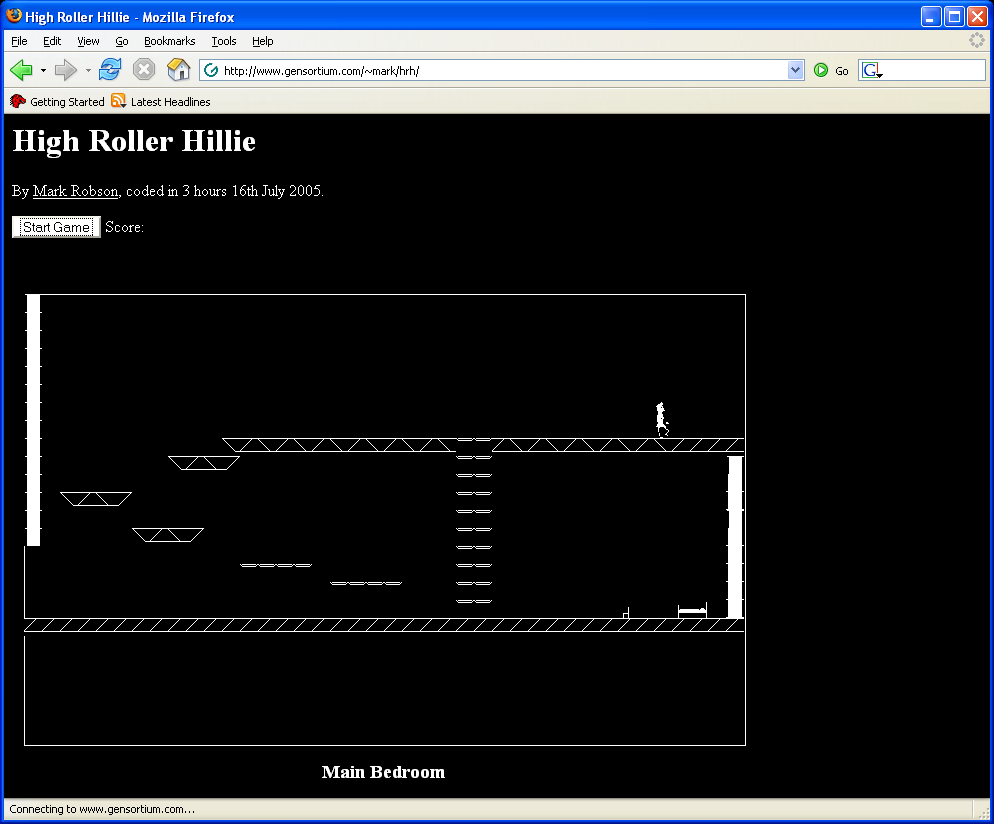 High Roller Hillie - Mozilla Firefox
File Edit View Go Bookmarks Tools Help
http://www.gensortium.com/~mark/hrh/ Go G
Getting Started Latest Headlines
High Roller Hillie
By Mark Robson, coded in 3 hours 16th July 2005.
Start Game Score:
Main Bedroom
Connecting to www.gensortium.com...